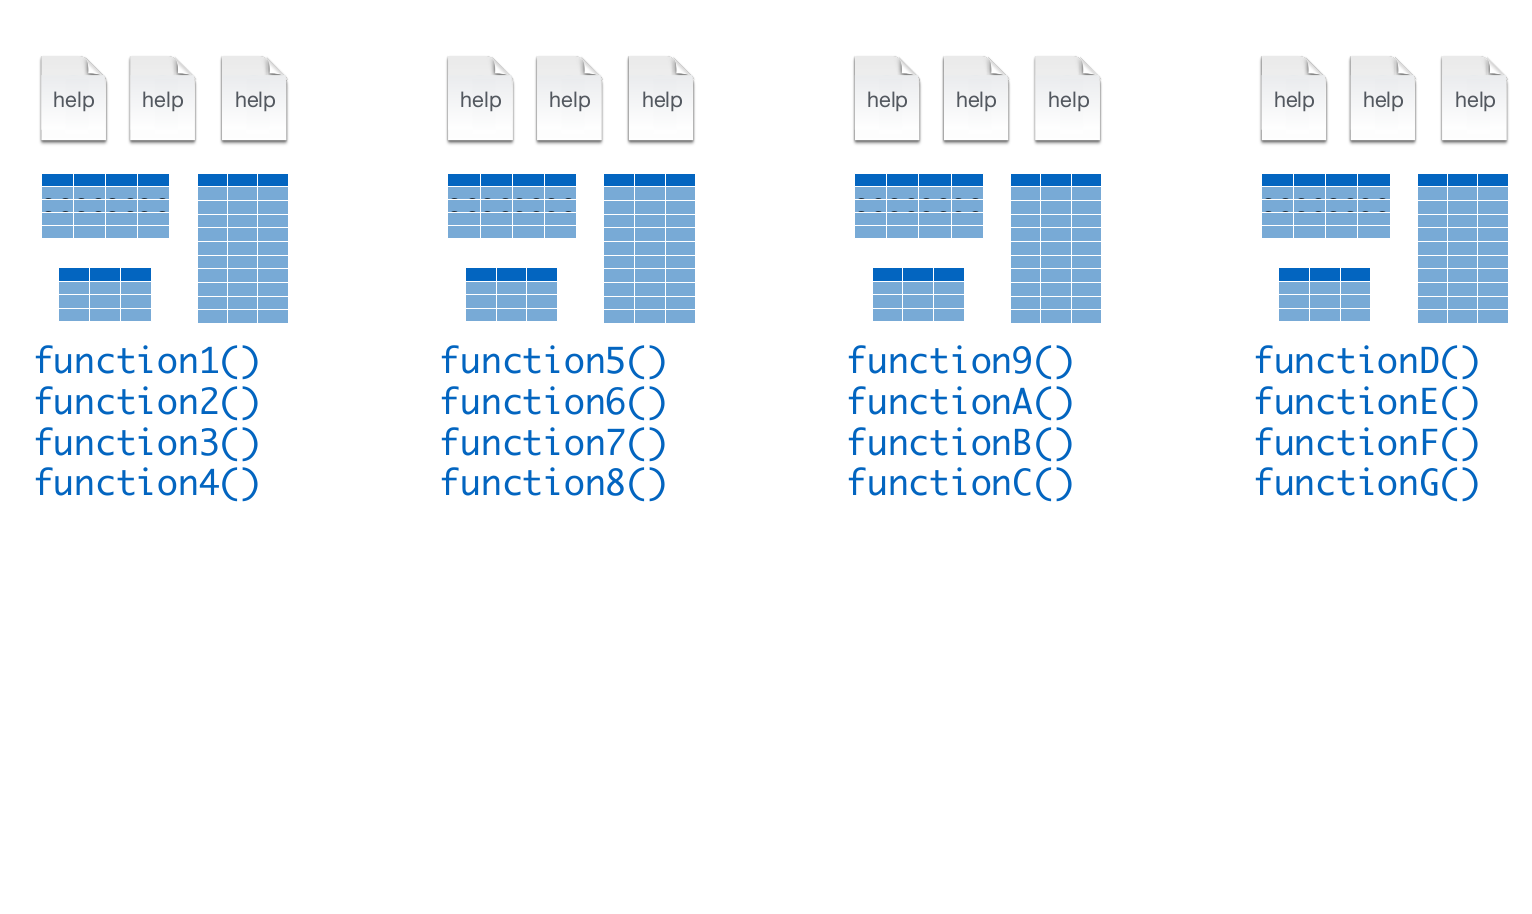 help help help help help help help help help help help help
function1() function5() function9() functionD()
function2() function6() functionA() functionE()
function3() function7() functionB() functionF()
function4() function8() functionC() functionG()